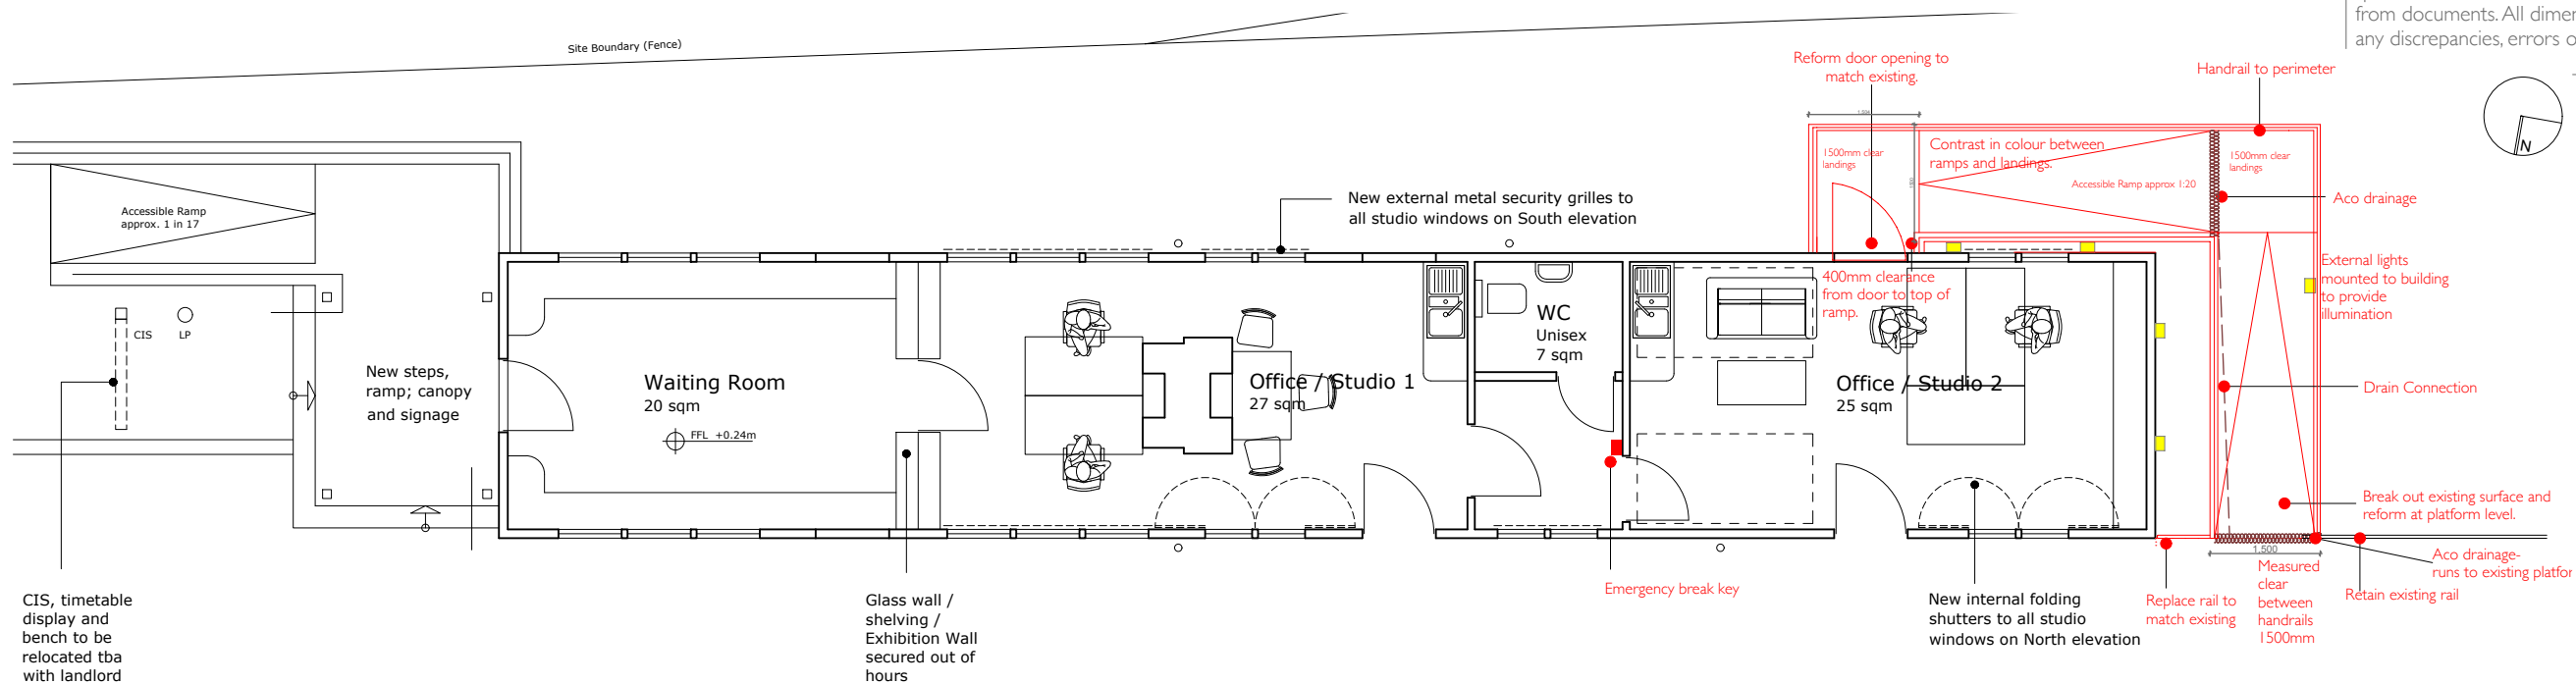 from documents. All dimen
any discrepancies, errors o
Site Boundary (Fence)
Reform door opening to
match existing.
Handrail to perimeter
N
1500mm clear
landings
Contrast in colour between
ramps and landings.
Accessible Ramp approx 1:20
1500mm clear
landings
Aco drainage
Accessible Ramp
approx. 1 in 17
New external metal security grilles to
all studio windows on South elevation
400mm clearance
from door to top of
ramp.
External lights
mounted to building
to provide
illumination
CIS
LP
WC
Unisex
7 sqm
New steps,
ramp; canopy
and signage
Waiting Room
20 sqm
FFL +0.24m
Office / Studio 1
27 sqm
Office / Studio 2
25 sqm
Drain Connection
Break out existing surface and
reform at platform level.
1,500
Aco drainage-
runs to existing platfor
Measured
clear
between
handrails
1500mm
Retain existing rail
Replace rail to
match existing
Emergency break key
New internal folding
shutters to all studio
windows on North elevation
Glass wall /
shelving /
Exhibition Wall
secured out of
hours
CIS, timetable
display and
bench to be
relocated tba
with landlord